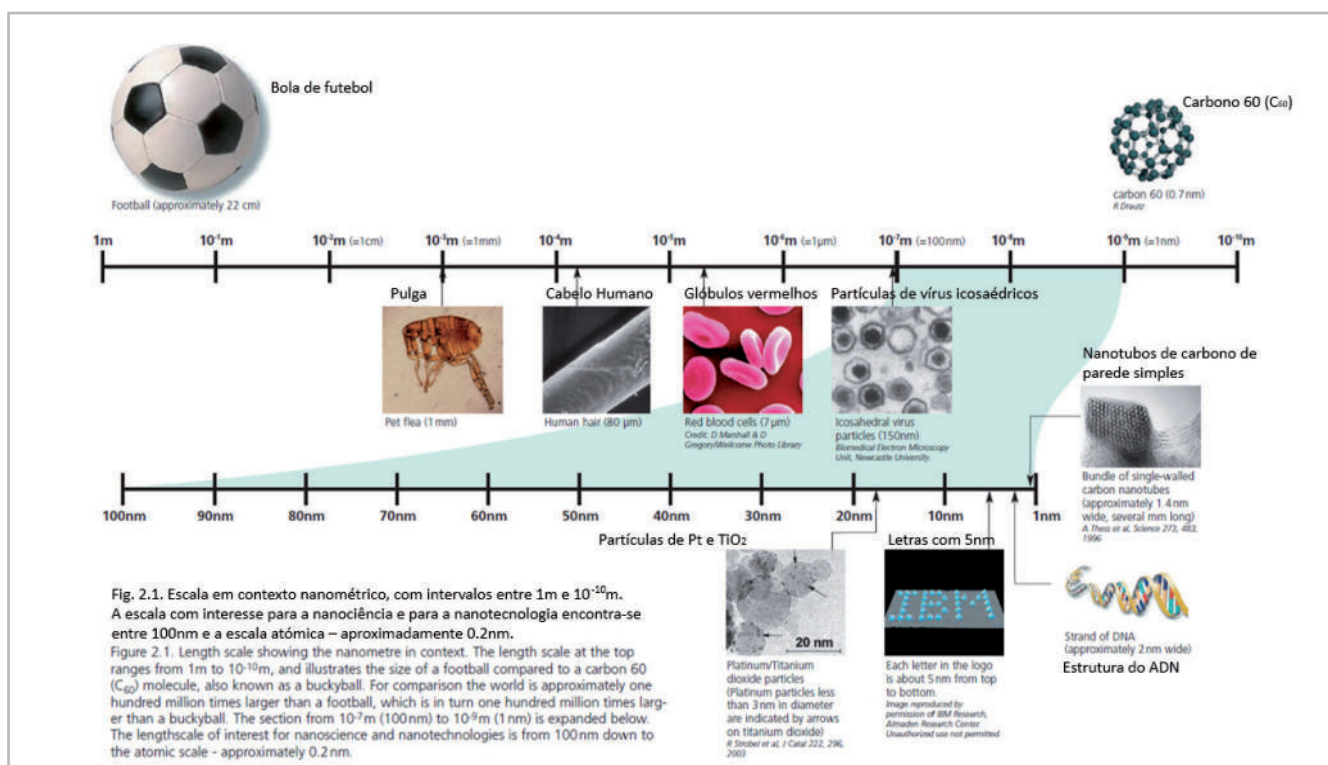 Bola de futebol
Football (approximately 22 cm)
Carbono 60 (C₆₀)
carbon 60 (0.7 nm)
R Drautz
1m
10⁻¹m
10⁻²m (=1cm)
10⁻³m (=1mm)
10⁻⁴m
10⁻⁵m
10⁻⁶m (=1μm)
10⁻⁷m (=100nm)
10⁻⁸m
10⁻⁹m (=1nm)
10⁻¹⁰m
Pulga
Pet flea (1 mm)
Cabelo Humano
Human hair (80 μm)
Glóbulos vermelhos
Red blood cells (7 μm)
Credit: D Marshall & D
Gregory/Wellcome Photo Library
Partículas de vírus icosaédricos
Icosahedral virus
particles (150nm)
Biomedical Electron Microscopy
Unit, Newcastle University
Nanotubos de carbono de
parede simples
Bundle of single-walled
carbon nanotubes
(approximately 1.4 nm
wide, several mm long)
A Thess et al, Science 273, 483,
1996
100nm
90nm
80nm
70nm
60nm
50nm
40nm
30nm
20nm
10nm
1nm
Partículas de Pt e TiO₂
20 nm
Platinum/Titanium
dioxide particles
(Platinum particles less
than 3 nm in diameter
are indicated by arrows
on titanium dioxide)
R Strobel et al, J Catal 222, 296,
2003
Letras com 5nm
IBM
Each letter in the logo
is about 5 nm from top
to bottom.
Image reproduced by
permission of IBM Research,
Almaden Research Center
Unauthorized use not permitted
Strand of DNA
(approximately 2 nm wide)
Estrutura do ADN
Fig. 2.1. Escala em contexto nanométrico, com intervalos entre 1m e 10⁻¹⁰m.
A escala com interesse para a nanociência e para a nanotecnologia encontra-se
entre 100nm e a escala atómica – aproximadamente 0.2nm.
Figure 2.1. Length scale showing the nanometre in context. The length scale at the top
ranges from 1m to 10⁻¹⁰m, and illustrates the size of a football compared to a carbon 60
(C₆₀) molecule, also known as a buckyball. For comparison the world is approximately one
hundred million times larger than a football, which is in turn one hundred million times larg-
er than a buckyball. The section from 10⁻⁷m (100nm) to 10⁻⁹m (1 nm) is expanded below.
The lengthscale of interest for nanoscience and nanotechnologies is from 100nm down to
the atomic scale - approximately 0.2 nm.